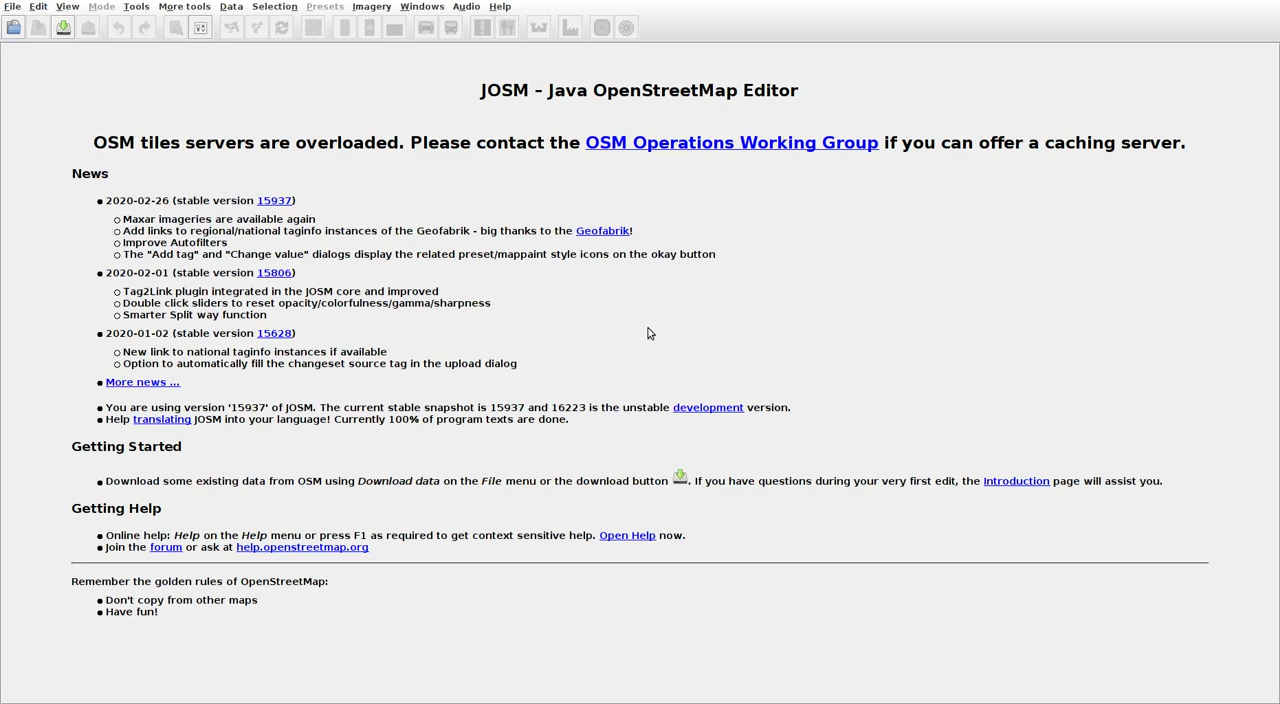 File Edit View Mode Tools More tools Data Selection Presets Imagery Windows Audio Help
JOSM – Java OpenStreetMap Editor
OSM tiles servers are overloaded. Please contact the OSM Operations Working Group if you can offer a caching server.
News
2020-02-26 (stable version 15937)
Maxar imageries are available again
Add links to regional/national taginfo instances of the Geofabrik - big thanks to the Geofabrik!
Improve Autofilters
The "Add tag" and "Change value" dialogs display the related preset/mappaint style icons on the okay button
2020-02-01 (stable version 15806)
Tag2Link plugin integrated in the JOSM core and improved
Double click sliders to reset opacity/colorfulness/gamma/sharpness
Smarter Split way function
2020-01-02 (stable version 15628)
New link to national taginfo instances if available
Option to automatically fill the changeset source tag in the upload dialog
More news ...
You are using version '15937' of JOSM. The current stable snapshot is 15937 and 16223 is the unstable development version.
Help translating JOSM into your language! Currently 100% of program texts are done.
Getting Started
Download some existing data from OSM using Download data on the File menu or the download button . If you have questions during your very first edit, the Introduction page will assist you.
Getting Help
Online help: Help on the Help menu or press F1 as required to get context sensitive help. Open Help now.
Join the forum or ask at help.openstreetmap.org
Remember the golden rules of OpenStreetMap:
Don't copy from other maps
Have fun!